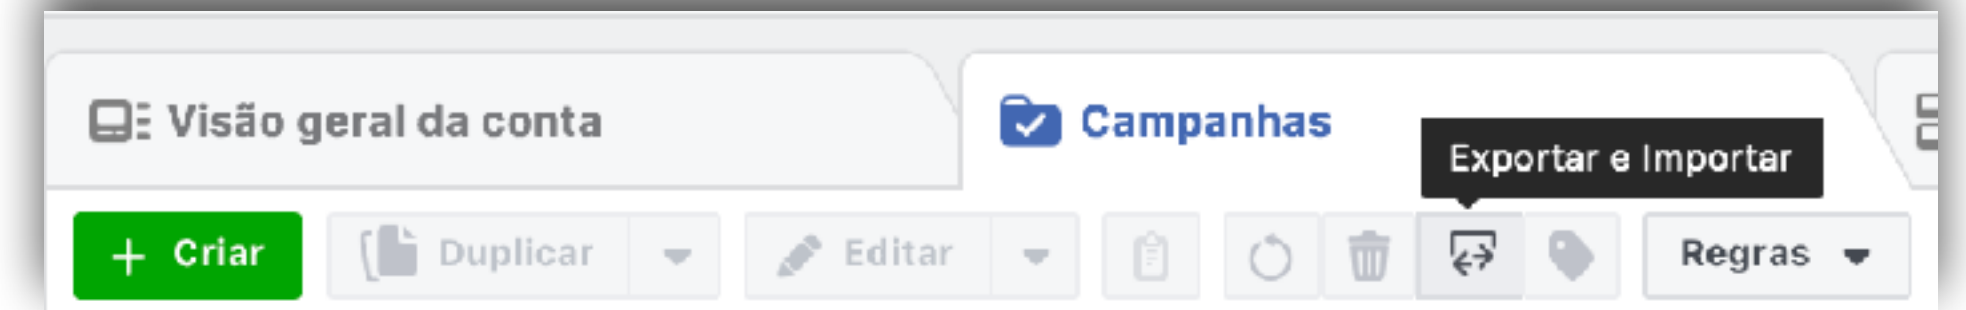 Visão geral da conta
Campanhas
Exportar e Importar
+ Criar
Duplicar
Editar
Regras